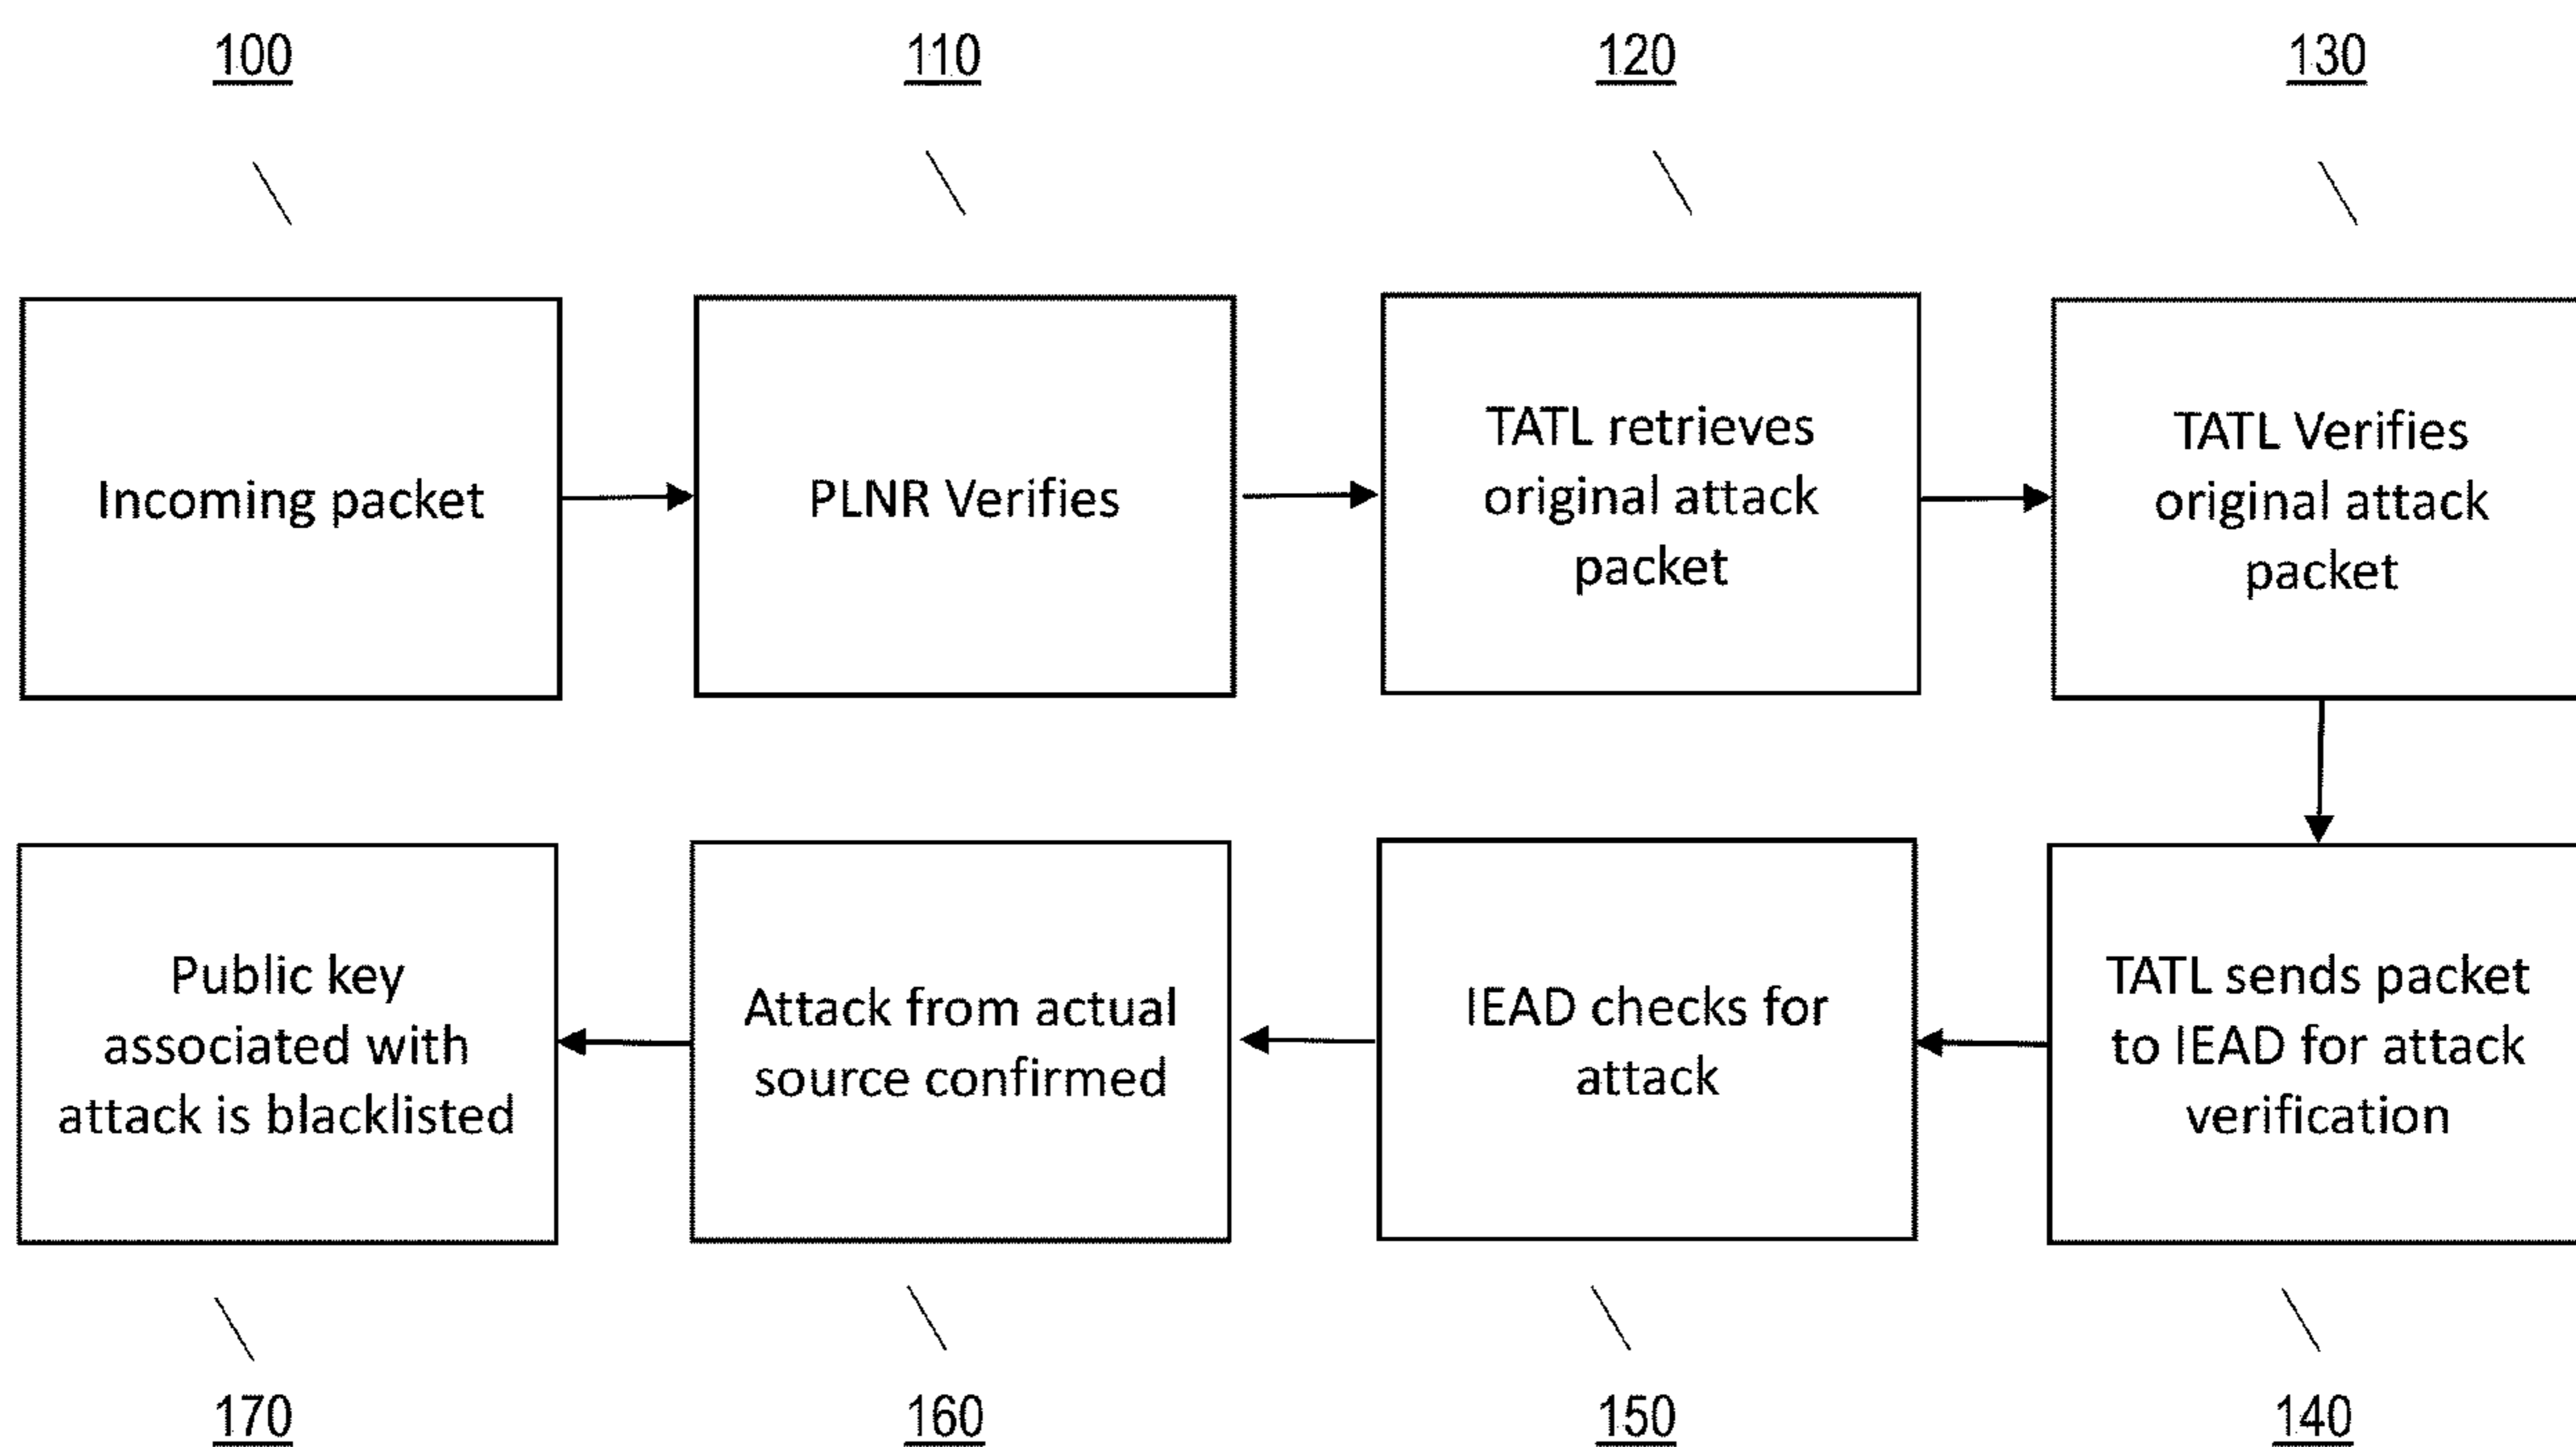 100
110
120
130
Incoming packet
PLNR Verifies
TATL retrieves
original attack
packet
TATL Verifies
original attack
packet
Public key
associated with
attack is blacklisted
Attack from actual
source confirmed
IEAD checks for
attack
TATL sends packet
to IEAD for attack
verification
170
160
150
140